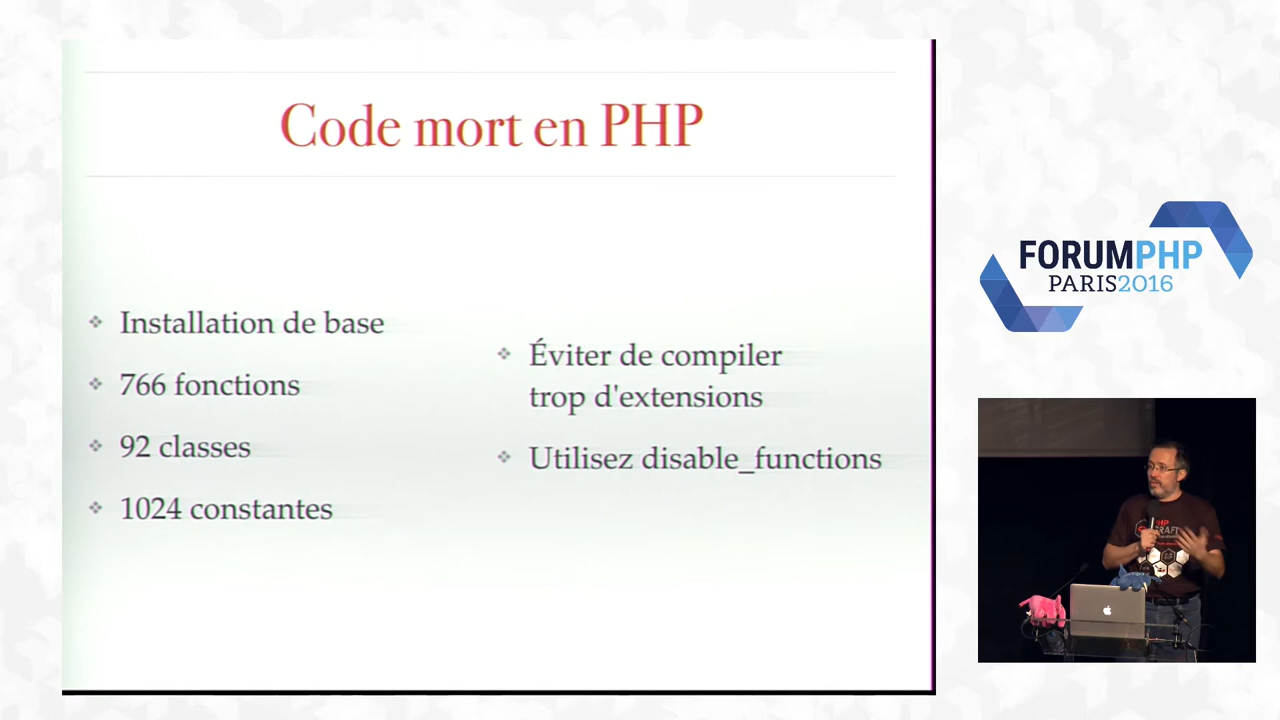 Code mort en PHP
Installation de base
766 fonctions
92 classes
1024 constantes
Éviter de compiler
trop d'extensions
Utilisez disable_functions
FORUMPHP
PARIS2016
PHP